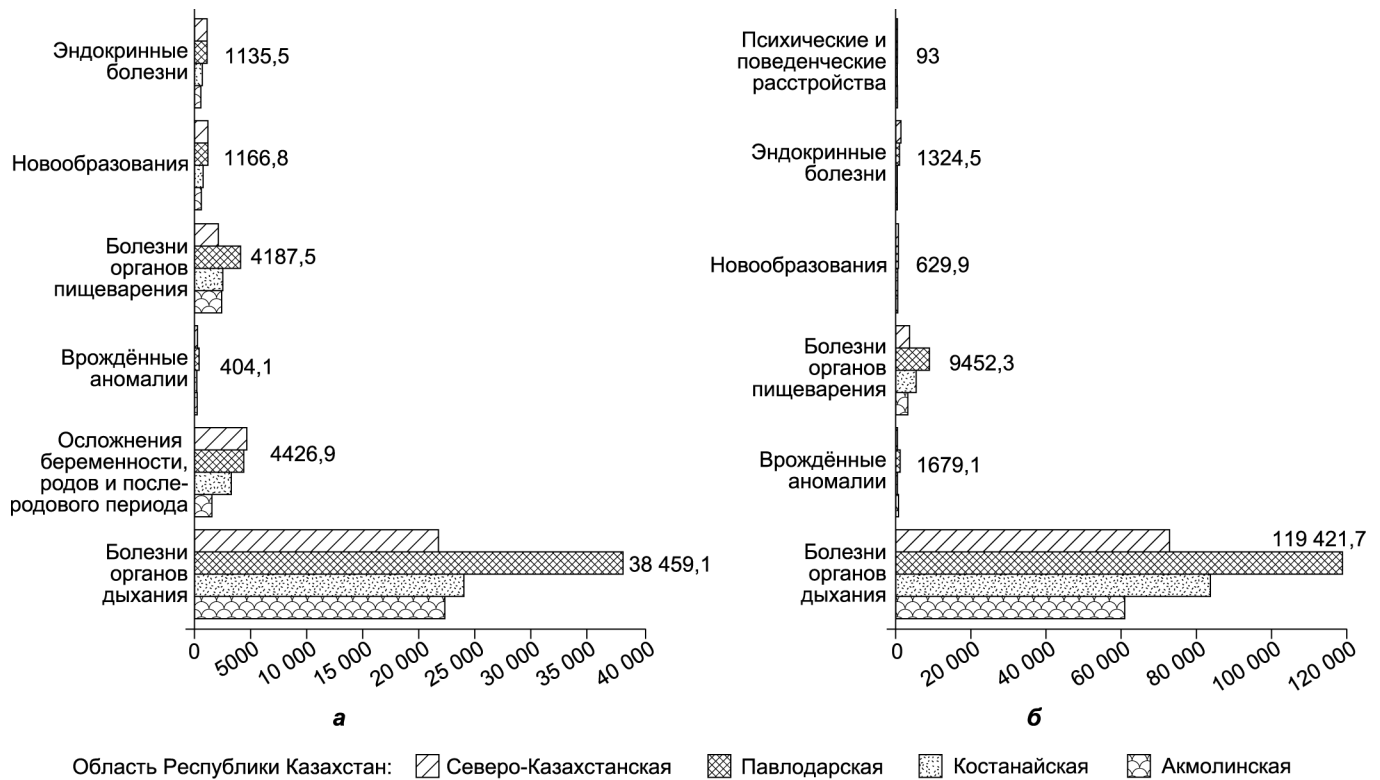 Эндокринные
болезни
1135,5
Новообразования
1166,8
Болезни
органов
пищеварения
4187,5
Врождённые
аномалии
404,1
Осложнения
беременности,
родов и после-
родового периода
4426,9
Болезни
органов
дыхания
38 459,1
0
5000
10 000
15 000
20 000
25 000
30 000
35 000
40 000
а
Психические и
поведенческие
расстройства
93
Эндокринные
болезни
1324,5
Новообразования
629,9
Болезни
органов
пищеварения
9452,3
Врождённые
аномалии
1679,1
Болезни
органов
дыхания
119 421,7
0
20 000
40 000
60 000
80 000
100 000
120 000
б
Область Республики Казахстан: Северо-Казахстанская Павлодарская Костанайская Акмолинская